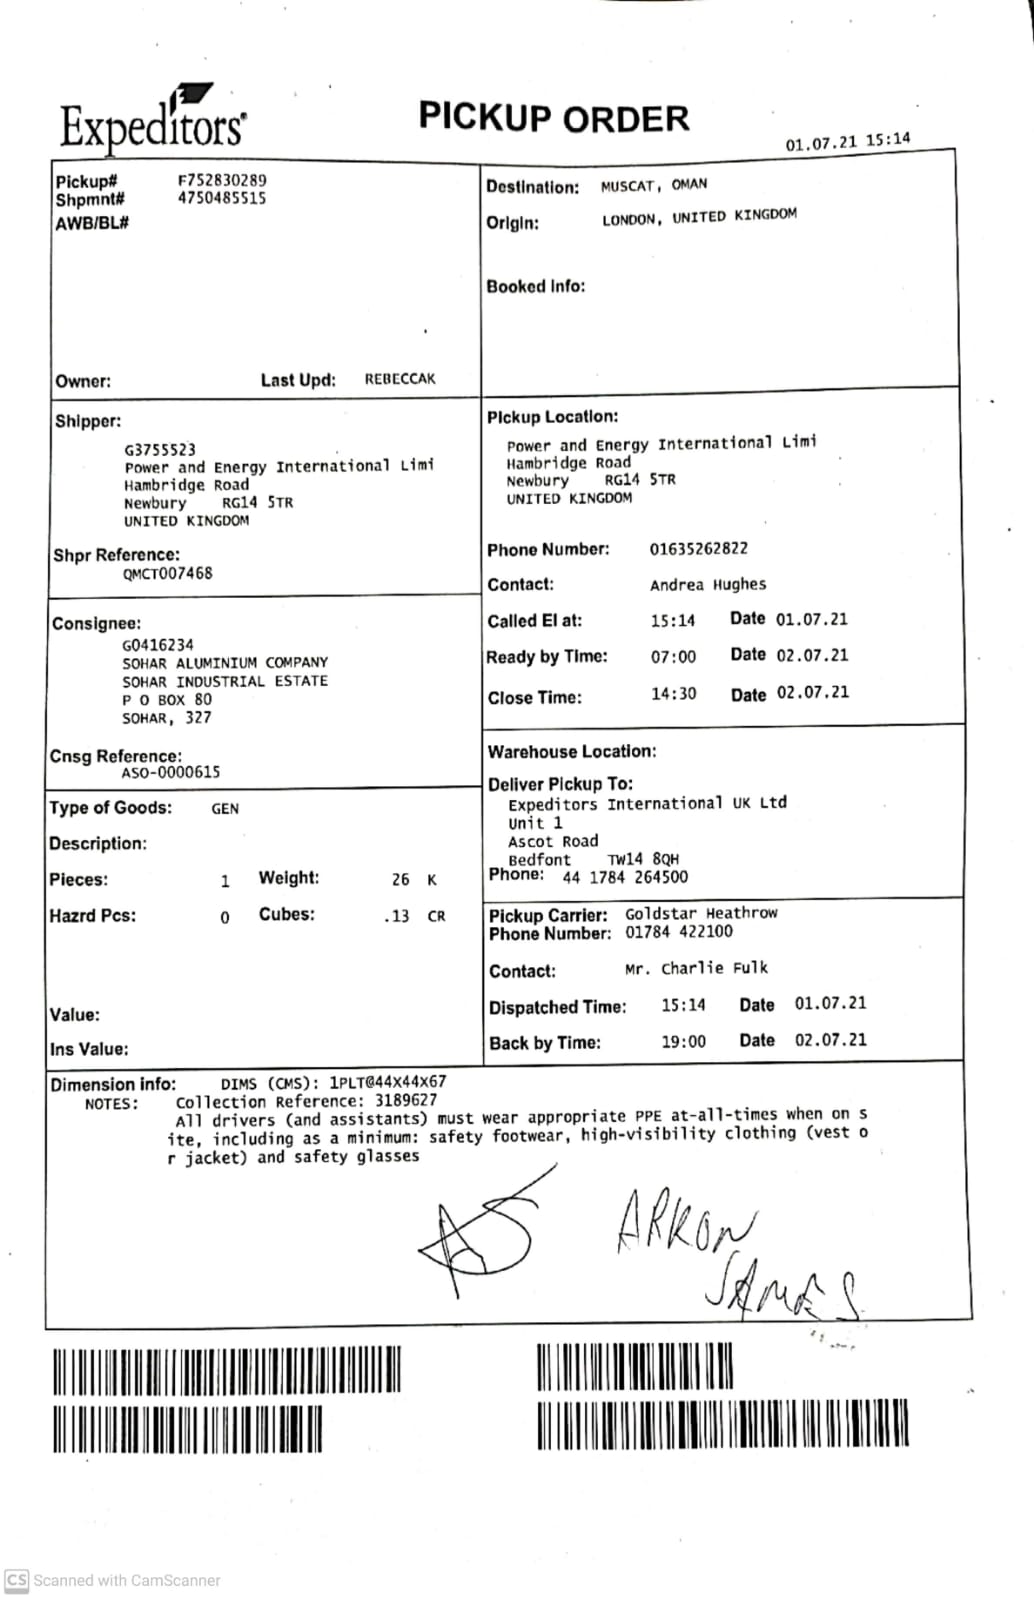 Expeditors
PICKUP ORDER
01.07.21 15:14
Pickup# F752830289
Shpmnt# 4750485515
AWB/BL#
Owner: Last Upd: REBECCAK
Destination: MUSCAT, OMAN
Origin: LONDON, UNITED KINGDOM
Booked Info:
Shipper:
G3755523
Power and Energy International Limi
Hambridge Road
Newbury RG14 5TR
UNITED KINGDOM
Shpr Reference:
QMCT007468
Consignee:
G0416234
SOHAR ALUMINIUM COMPANY
SOHAR INDUSTRIAL ESTATE
P O BOX 80
SOHAR, 327
Cnsg Reference:
ASO-0000615
Type of Goods: GEN
Description:
Pieces: 1 Weight: 26 K
Hazrd Pcs: 0 Cubes: .13 CR
Value:
Ins Value:
Pickup Location:
Power and Energy International Limi
Hambridge Road
Newbury RG14 5TR
UNITED KINGDOM
Phone Number: 01635262822
Contact: Andrea Hughes
Called EI at: 15:14 Date 01.07.21
Ready by Time: 07:00 Date 02.07.21
Close Time: 14:30 Date 02.07.21
Warehouse Location:
Deliver Pickup To:
Expeditors International UK Ltd
Unit 1
Ascot Road
Bedfont TW14 8QH
Phone: 44 1784 264500
Pickup Carrier: Goldstar Heathrow
Phone Number: 01784 422100
Contact: Mr. Charlie Fulk
Dispatched Time: 15:14 Date 01.07.21
Back by Time: 19:00 Date 02.07.21
Dimension info: DIMS (CMS): 1PLT@44X44X67
NOTES: Collection Reference: 3189627
All drivers (and assistants) must wear appropriate PPE at-all-times when on s
ite, including as a minimum: safety footwear, high-visibility clothing (vest o
r jacket) and safety glasses
ARKON
JAMES
CS Scanned with CamScanner